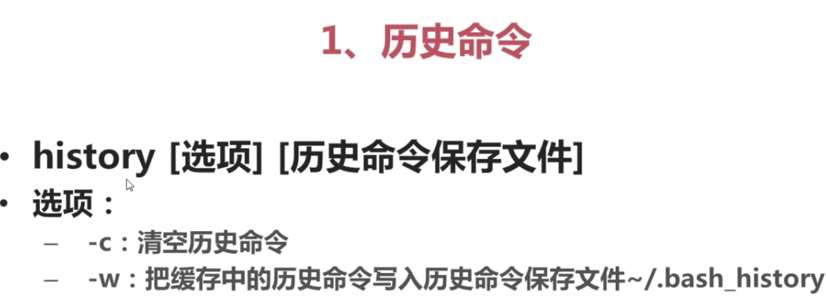 1、历史命令
• history [选项] [历史命令保存文件]
• 选项：
– -c：清空历史命令
– -w：把缓存中的历史命令写入历史命令保存文件~/.bash_history